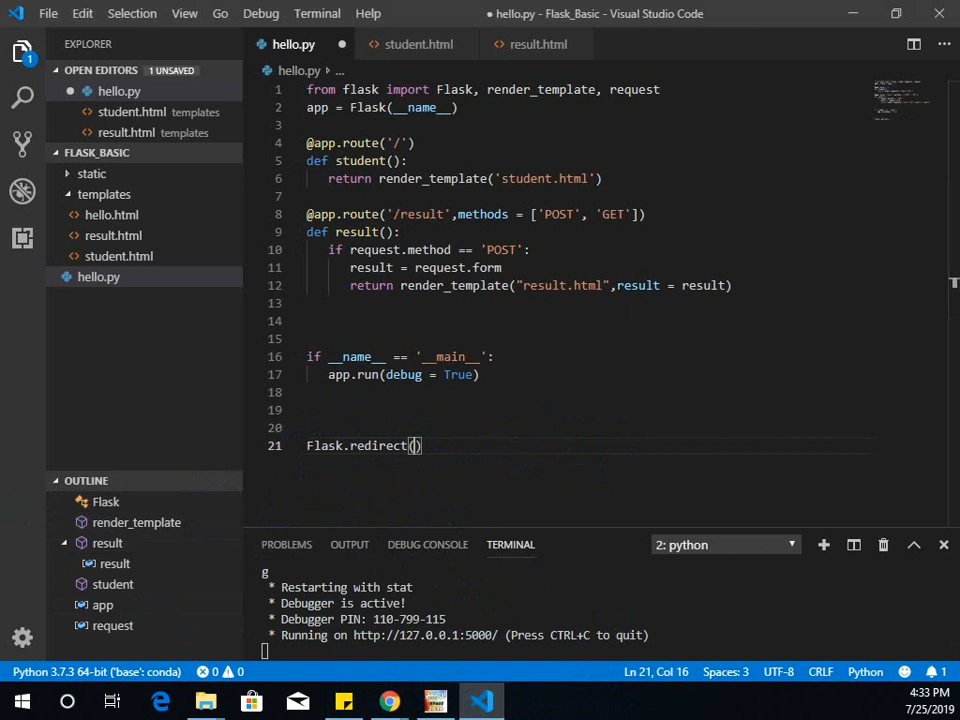 File Edit Selection View Go Debug Terminal Help
● hello.py - Flask_Basic - Visual Studio Code
EXPLORER
OPEN EDITORS 1 UNSAVED
hello.py
student.html templates
result.html templates
FLASK_BASIC
static
templates
hello.html
result.html
student.html
hello.py
OUTLINE
Flask
render_template
result
result
student
app
request
1
hello.py ● student.html result.html
hello.py › ...
1 from flask import Flask, render_template, request
2 app = Flask(__name__)
3
4 @app.route('/')
5 def student():
6 return render_template('student.html')
7
8 @app.route('/result',methods = ['POST', 'GET'])
9 def result():
10 if request.method == 'POST':
11 result = request.form
12 return render_template("result.html",result = result)
13
14
15
16 if __name__ == '__main__':
17 app.run(debug = True)
18
19
20
21 Flask.redirect()
PROBLEMS OUTPUT DEBUG CONSOLE TERMINAL 2: python
g
* Restarting with stat
* Debugger is active!
* Debugger PIN: 110-799-115
* Running on http://127.0.0.1:5000/ (Press CTRL+C to quit)
Python 3.7.3 64-bit ('base': conda) 0 0 Ln 21, Col 16 Spaces: 3 UTF-8 CRLF Python 1
4:33 PM
7/25/2019